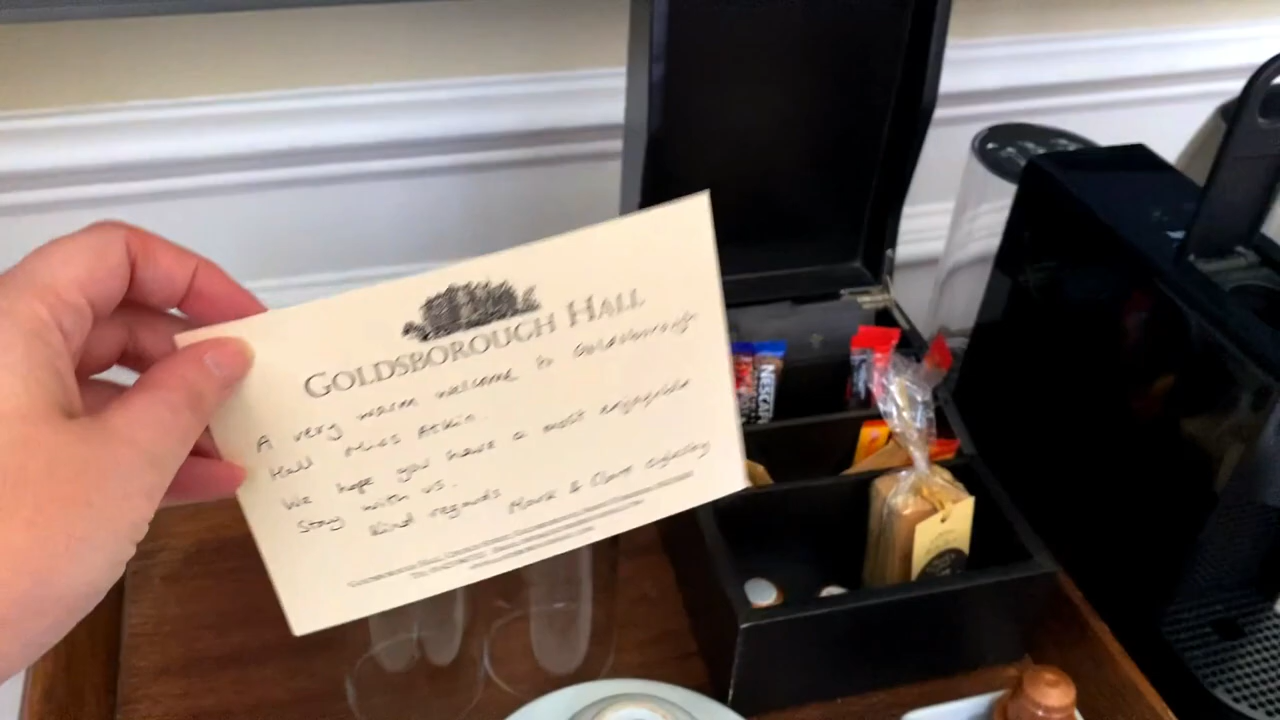 GOLDSBOROUGH HALL
A very warm welcome to Goldsborough
Hall Miss Atkin.
We hope you have a most enjoyable
Stay with us.
Kind regards Mark & Clare Oglesby
NESCAFÉ